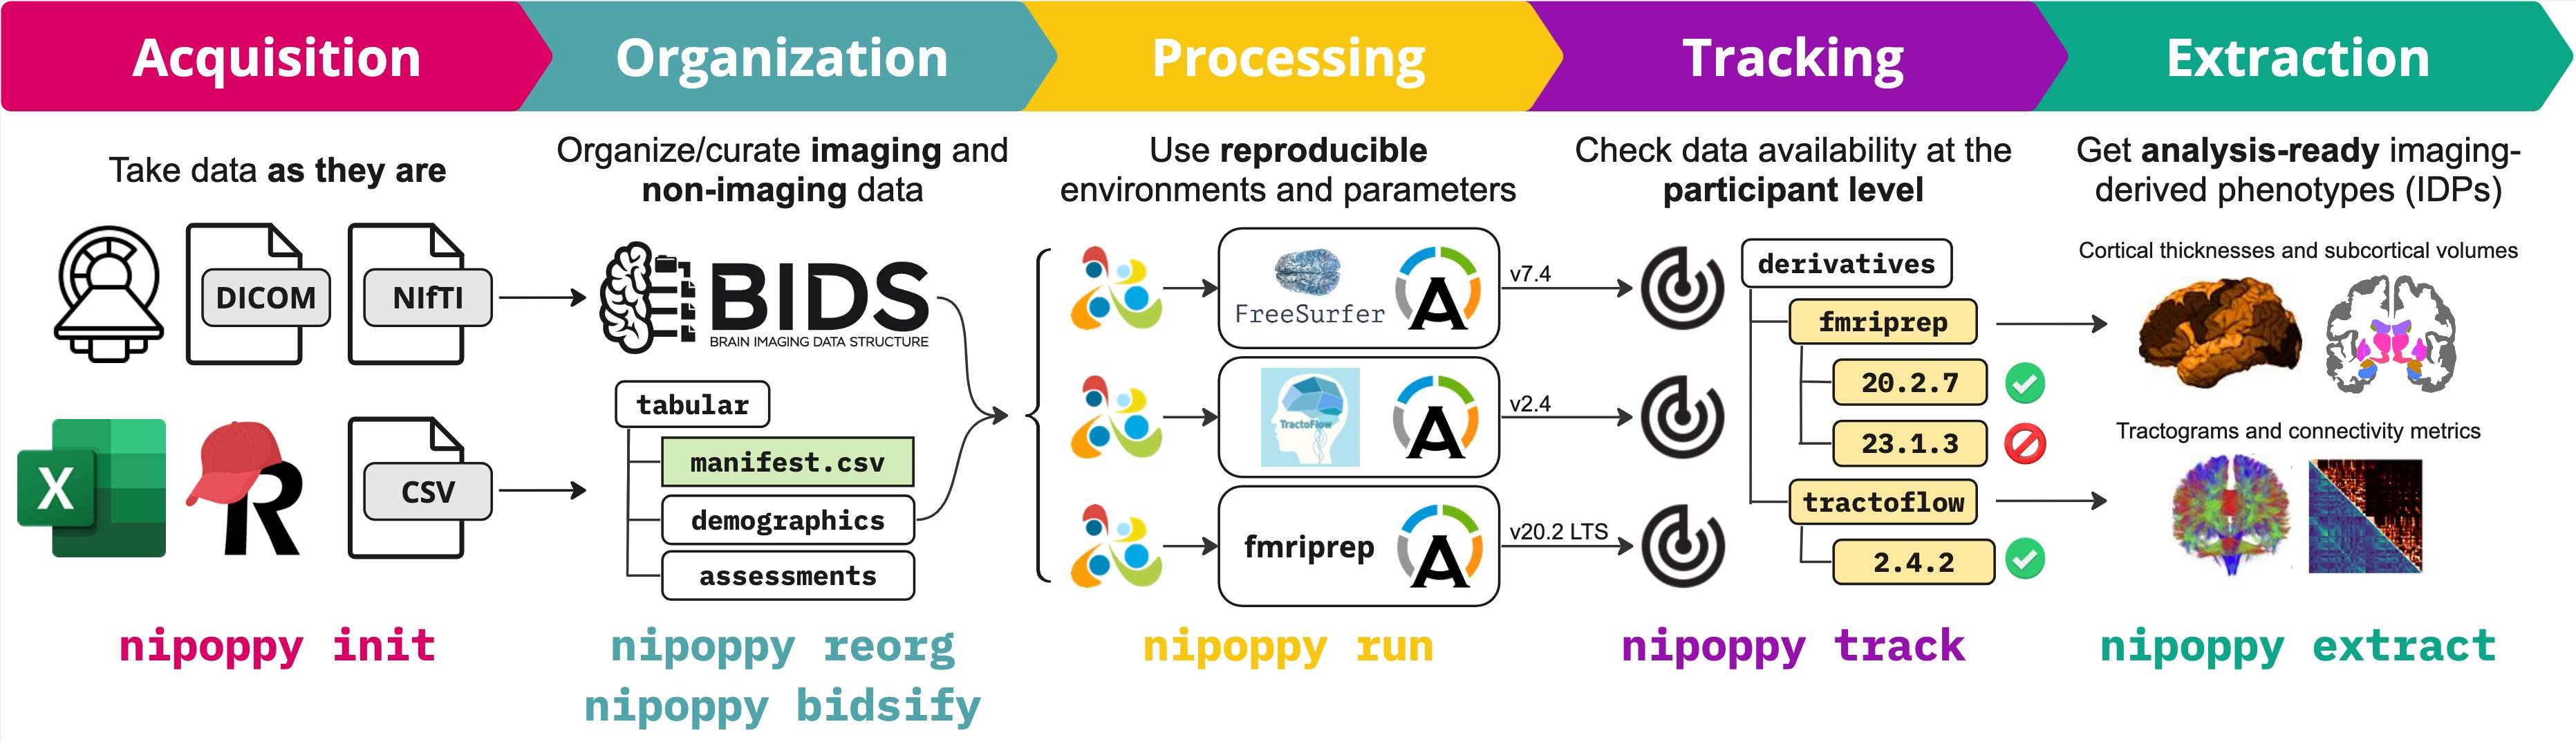 Acquisition
Organization
Processing
Tracking
Extraction
Take data as they are
DICOM
NIfTI
X
R
CSV
nipoppy init
Organize/curate imaging and
non-imaging data
BIDS
BRAIN IMAGING DATA STRUCTURE
tabular
manifest.csv
demographics
assessments
nipoppy reorg
nipoppy bidsify
Use reproducible
environments and parameters
FreeSurfer
A
v7.4
TractoFlow
A
v2.4
fmriprep
A
v20.2 LTS
nipoppy run
Check data availability at the
participant level
derivatives
fmriprep
20.2.7
23.1.3
tractoflow
2.4.2
nipoppy track
Get analysis-ready imaging-
derived phenotypes (IDPs)
Cortical thicknesses and subcortical volumes
Tractograms and connectivity metrics
nipoppy extract